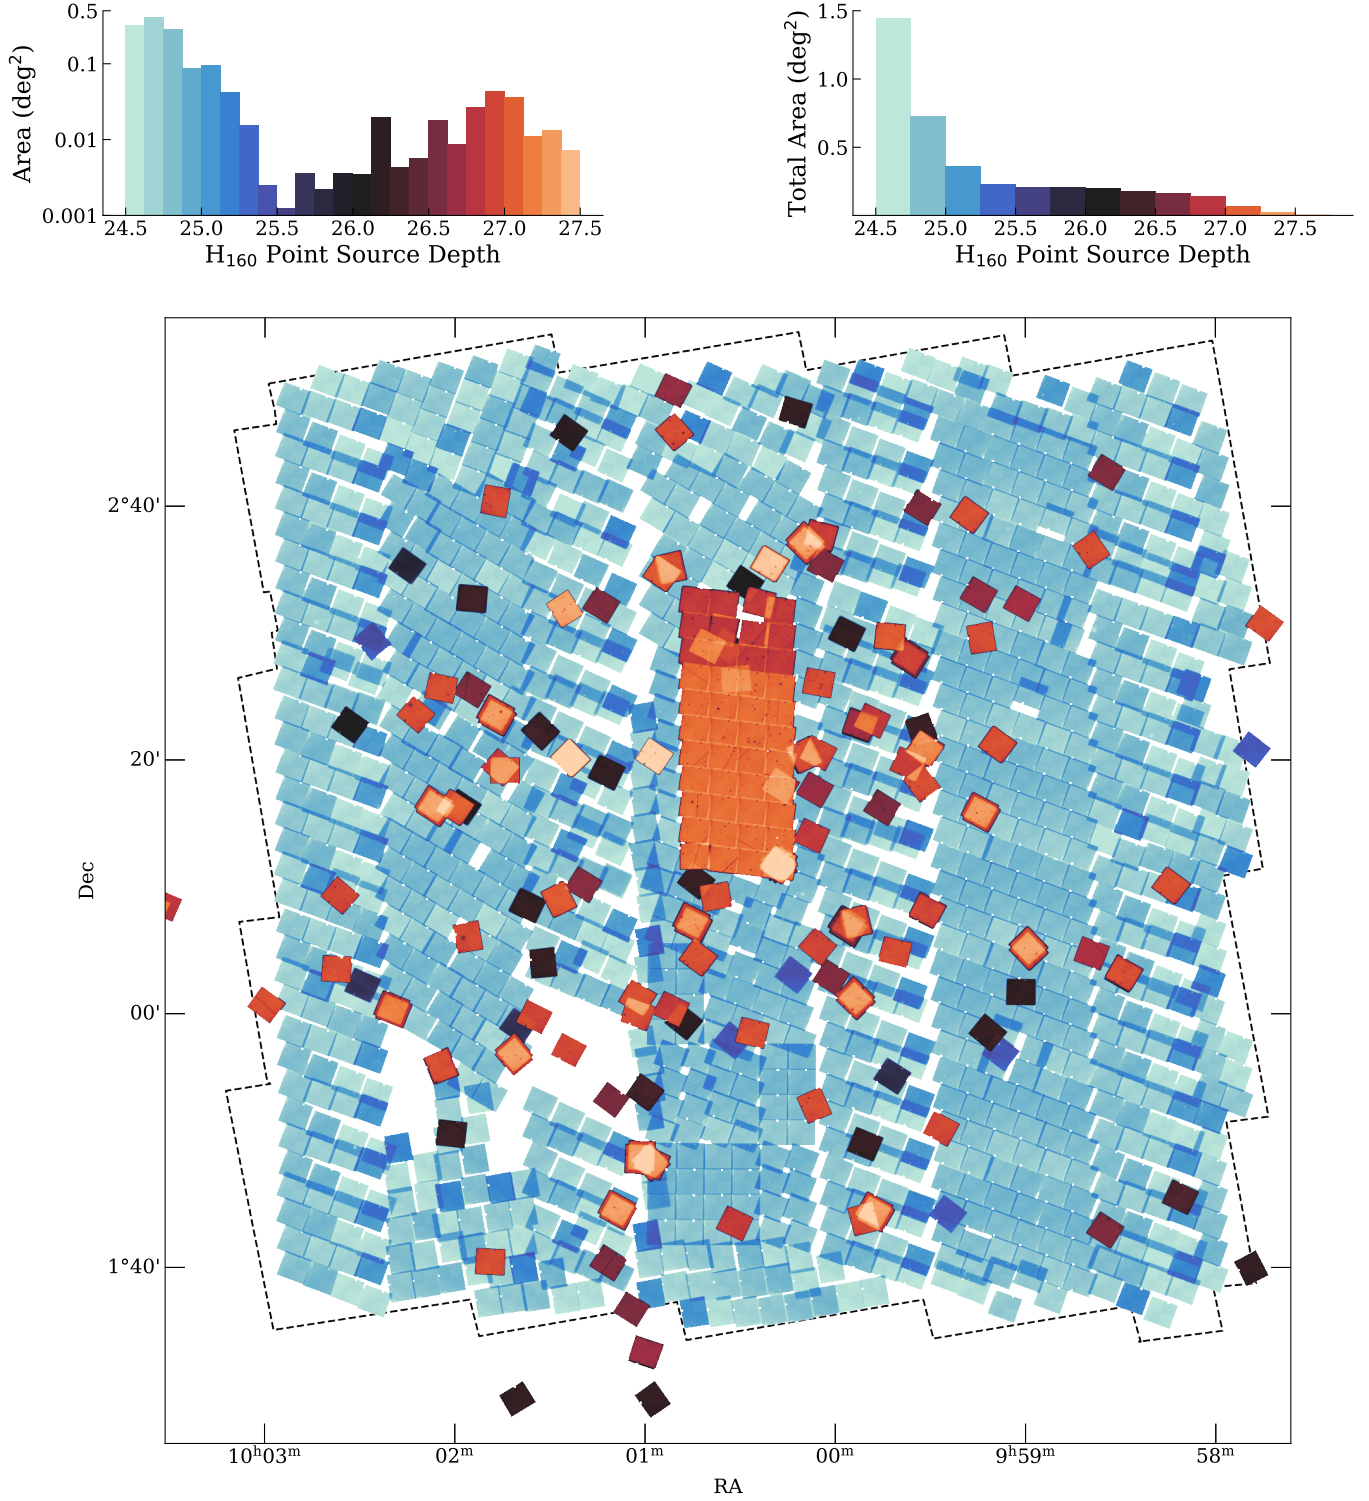 0.5
0.1
0.01
0.001
Area (deg²)
24.5 25.0 25.5 26.0 26.5 27.0 27.5
H₁₆₀ Point Source Depth
1.5
1.0
0.5
Total Area (deg²)
24.5 25.0 25.5 26.0 26.5 27.0 27.5
H₁₆₀ Point Source Depth
2°40'
20'
00'
1°40'
Dec
10ʰ03ᵐ 02ᵐ 01ᵐ 00ᵐ 9ʰ59ᵐ 58ᵐ
RA